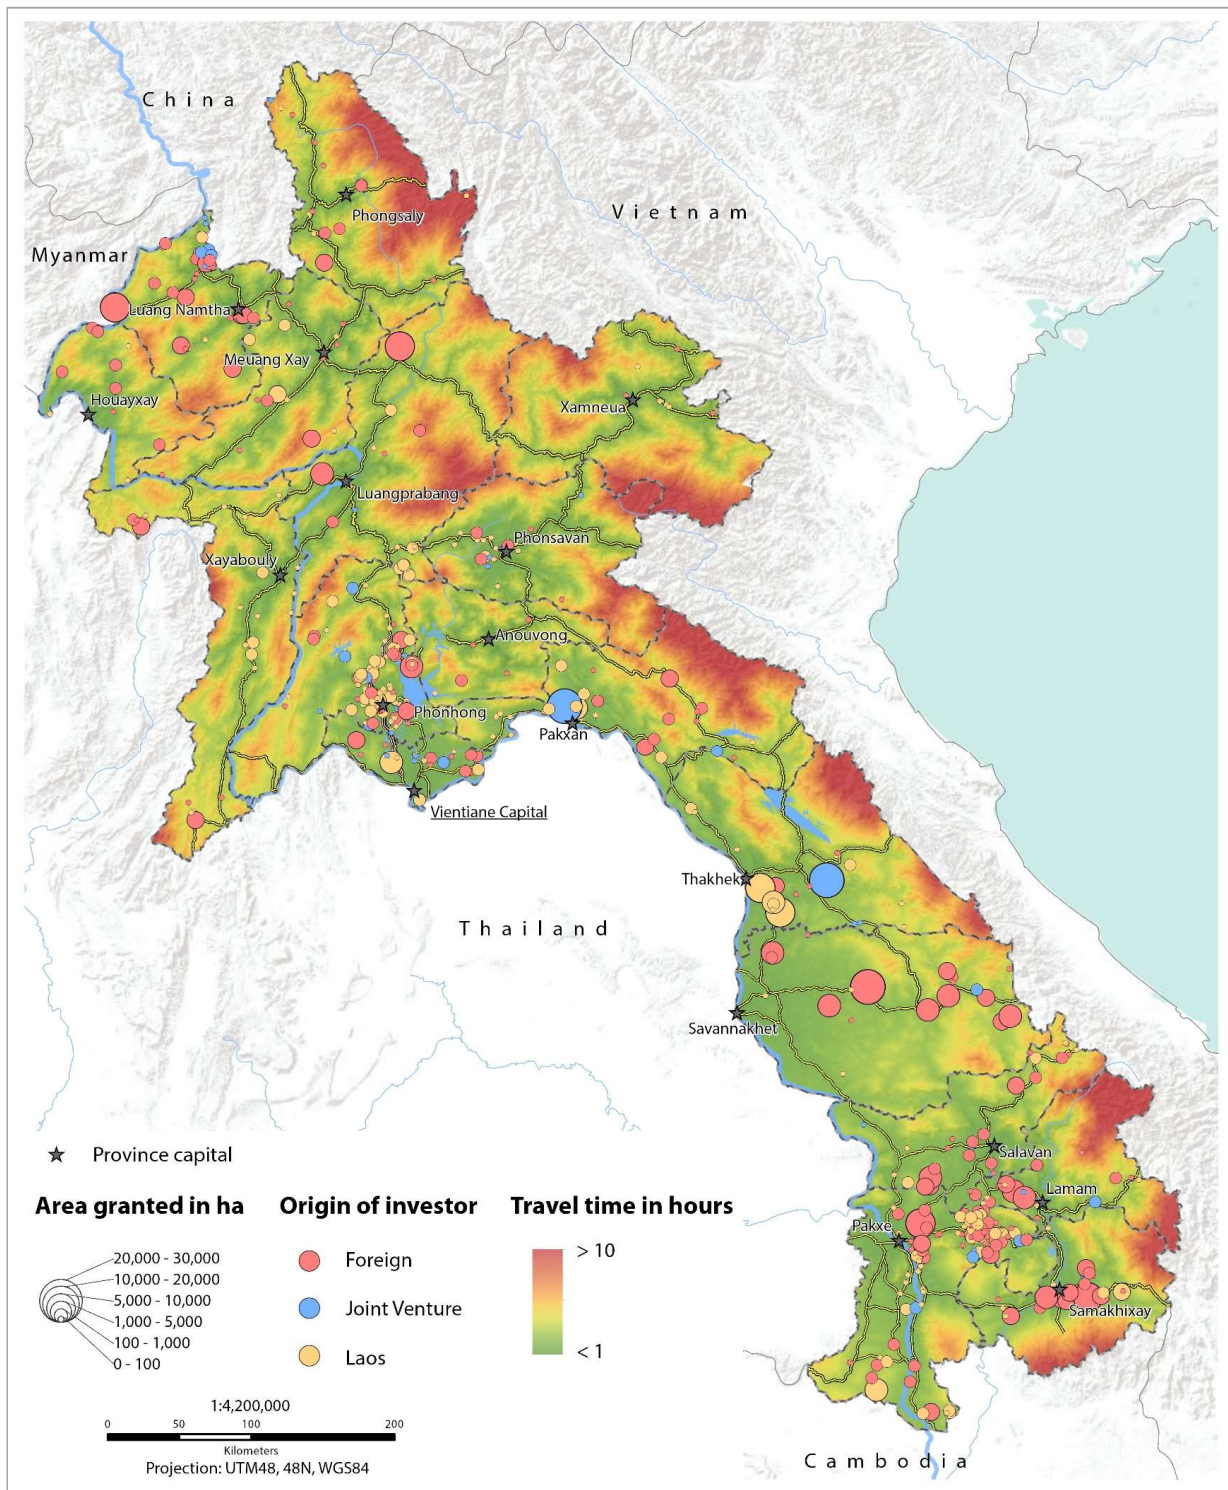 China
Vietnam
Phongsaly
Myanmar
Luang Namtha
Meuang Xay
Houayxay
Xamneua
Luangprabang
Phonsavan
Xayabouly
Anouvong
Phonhong
Pakxan
Vientiane Capital
Thakhek
Thailand
Savannakhet
Salavan
Lamam
Pakxe
Samakhixay
Cambodia
Province capital
Area granted in ha
20,000 - 30,000
10,000 - 20,000
5,000 - 10,000
1,000 - 5,000
100 - 1,000
0 - 100
Origin of investor
Foreign
Joint Venture
Laos
Travel time in hours
> 10
< 1
1:4,200,000
0 50 100 200
Kilometers
Projection: UTM48, 48N, WGS84